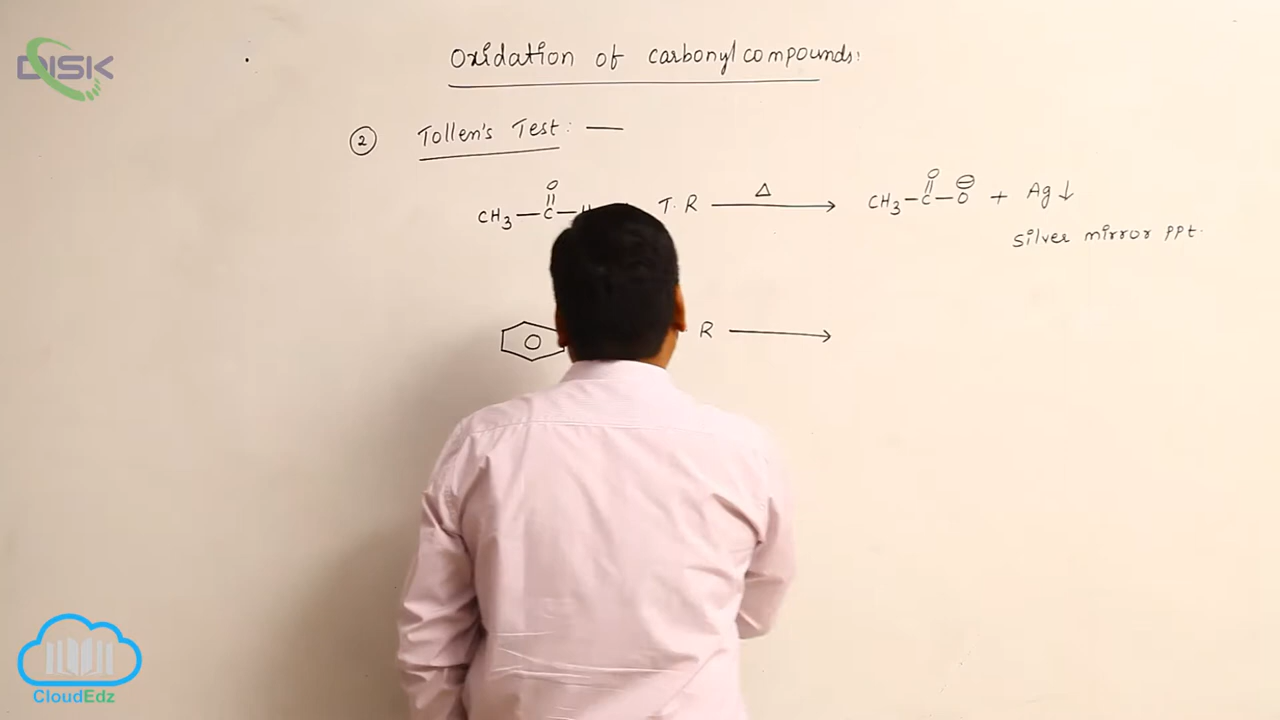 DISK
Oxidation of carbonyl compounds:
② Tollen's Test: —
CH3—C—H T.R △ → CH3—C—O⊖ + Ag↓
O O
silver mirror ppt.
R →
CloudEdz